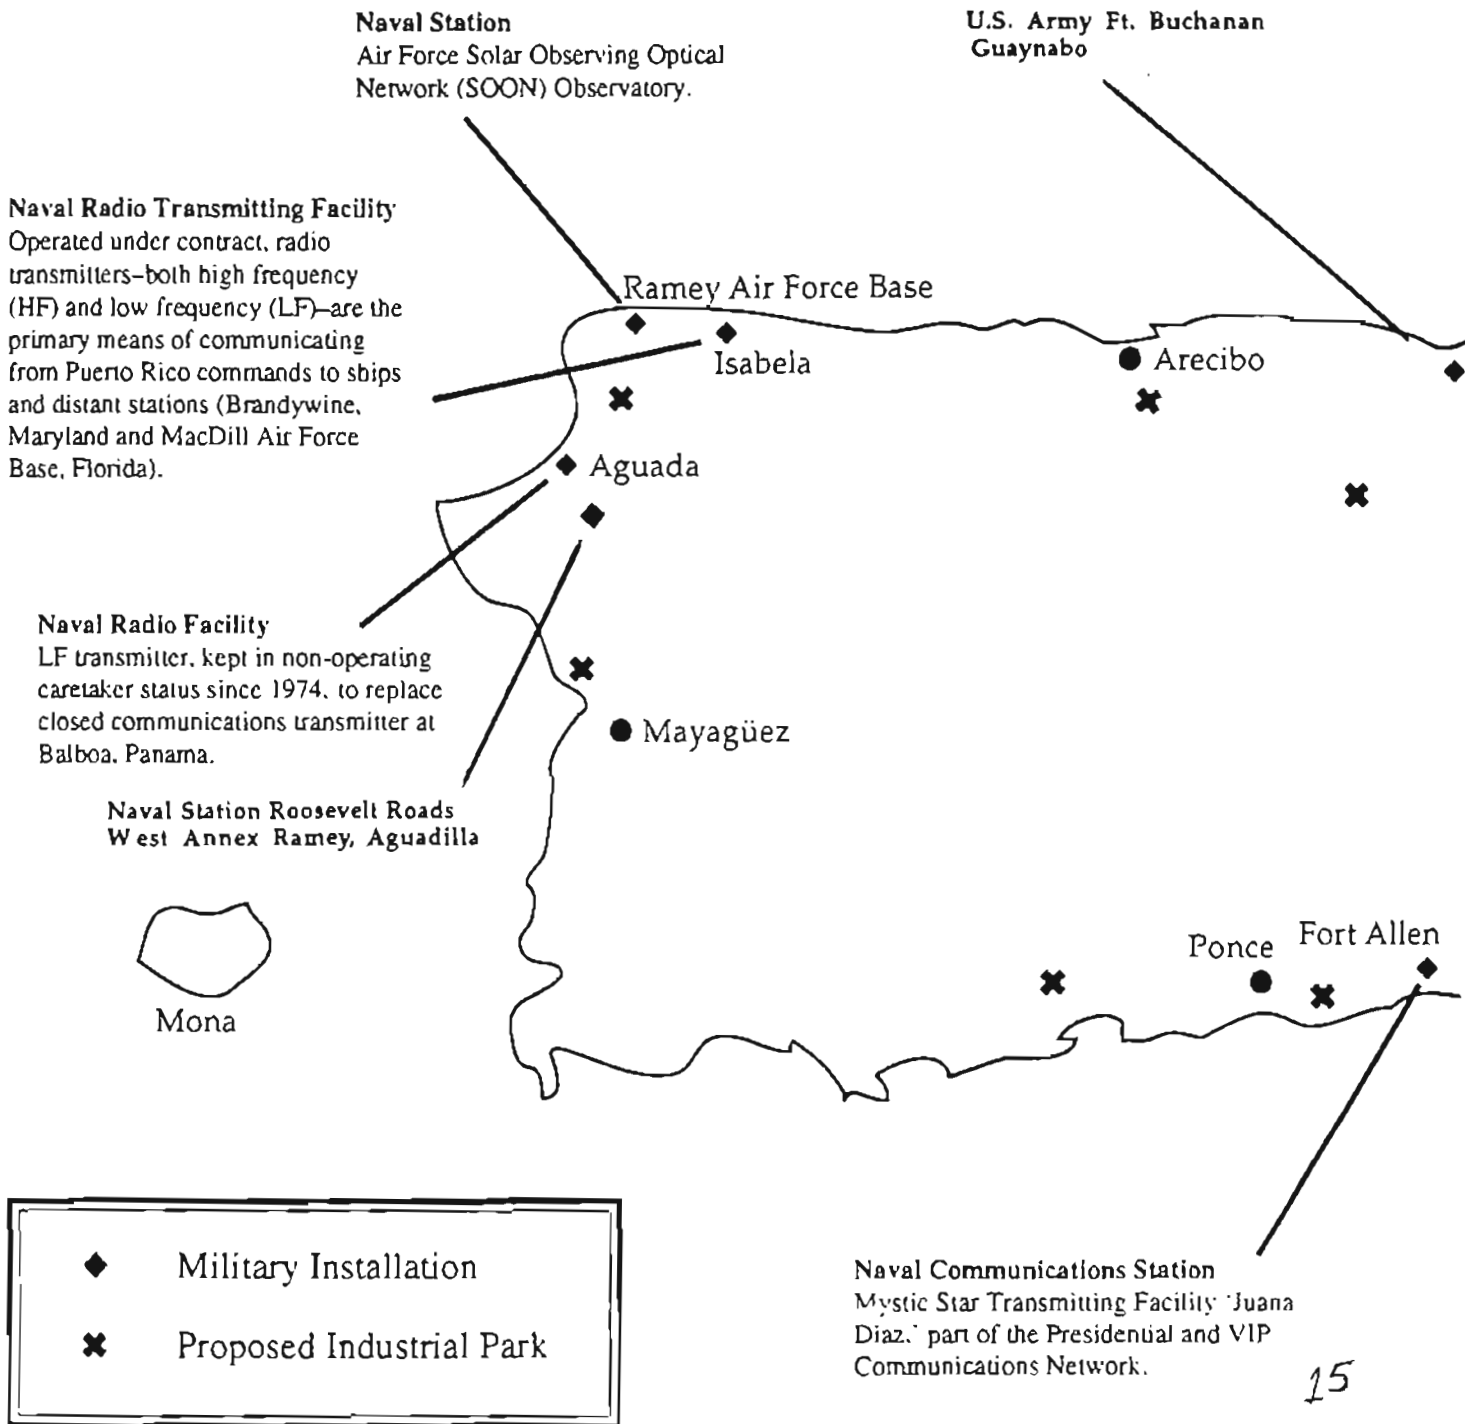 Naval Station
Air Force Solar Observing Optical
Network (SOON) Observatory.
U.S. Army Ft. Buchanan
Guaynabo
Naval Radio Transmitting Facility
Operated under contract, radio
transmitters–both high frequency
(HF) and low frequency (LF)–are the
primary means of communicating
from Puerto Rico commands to ships
and distant stations (Brandywine,
Maryland and MacDill Air Force
Base, Florida).
Ramey Air Force Base
Isabela
Arecibo
Aguada
Naval Radio Facility
LF transmitter, kept in non-operating
caretaker status since 1974, to replace
closed communications transmitter at
Balboa, Panama.
Mayagüez
Naval Station Roosevelt Roads
West Annex Ramey, Aguadilla
Mona
Ponce
Fort Allen
Military Installation
Proposed Industrial Park
Naval Communications Station
Mystic Star Transmitting Facility 'Juana
Diaz,' part of the Presidential and VIP
Communications Network.
15